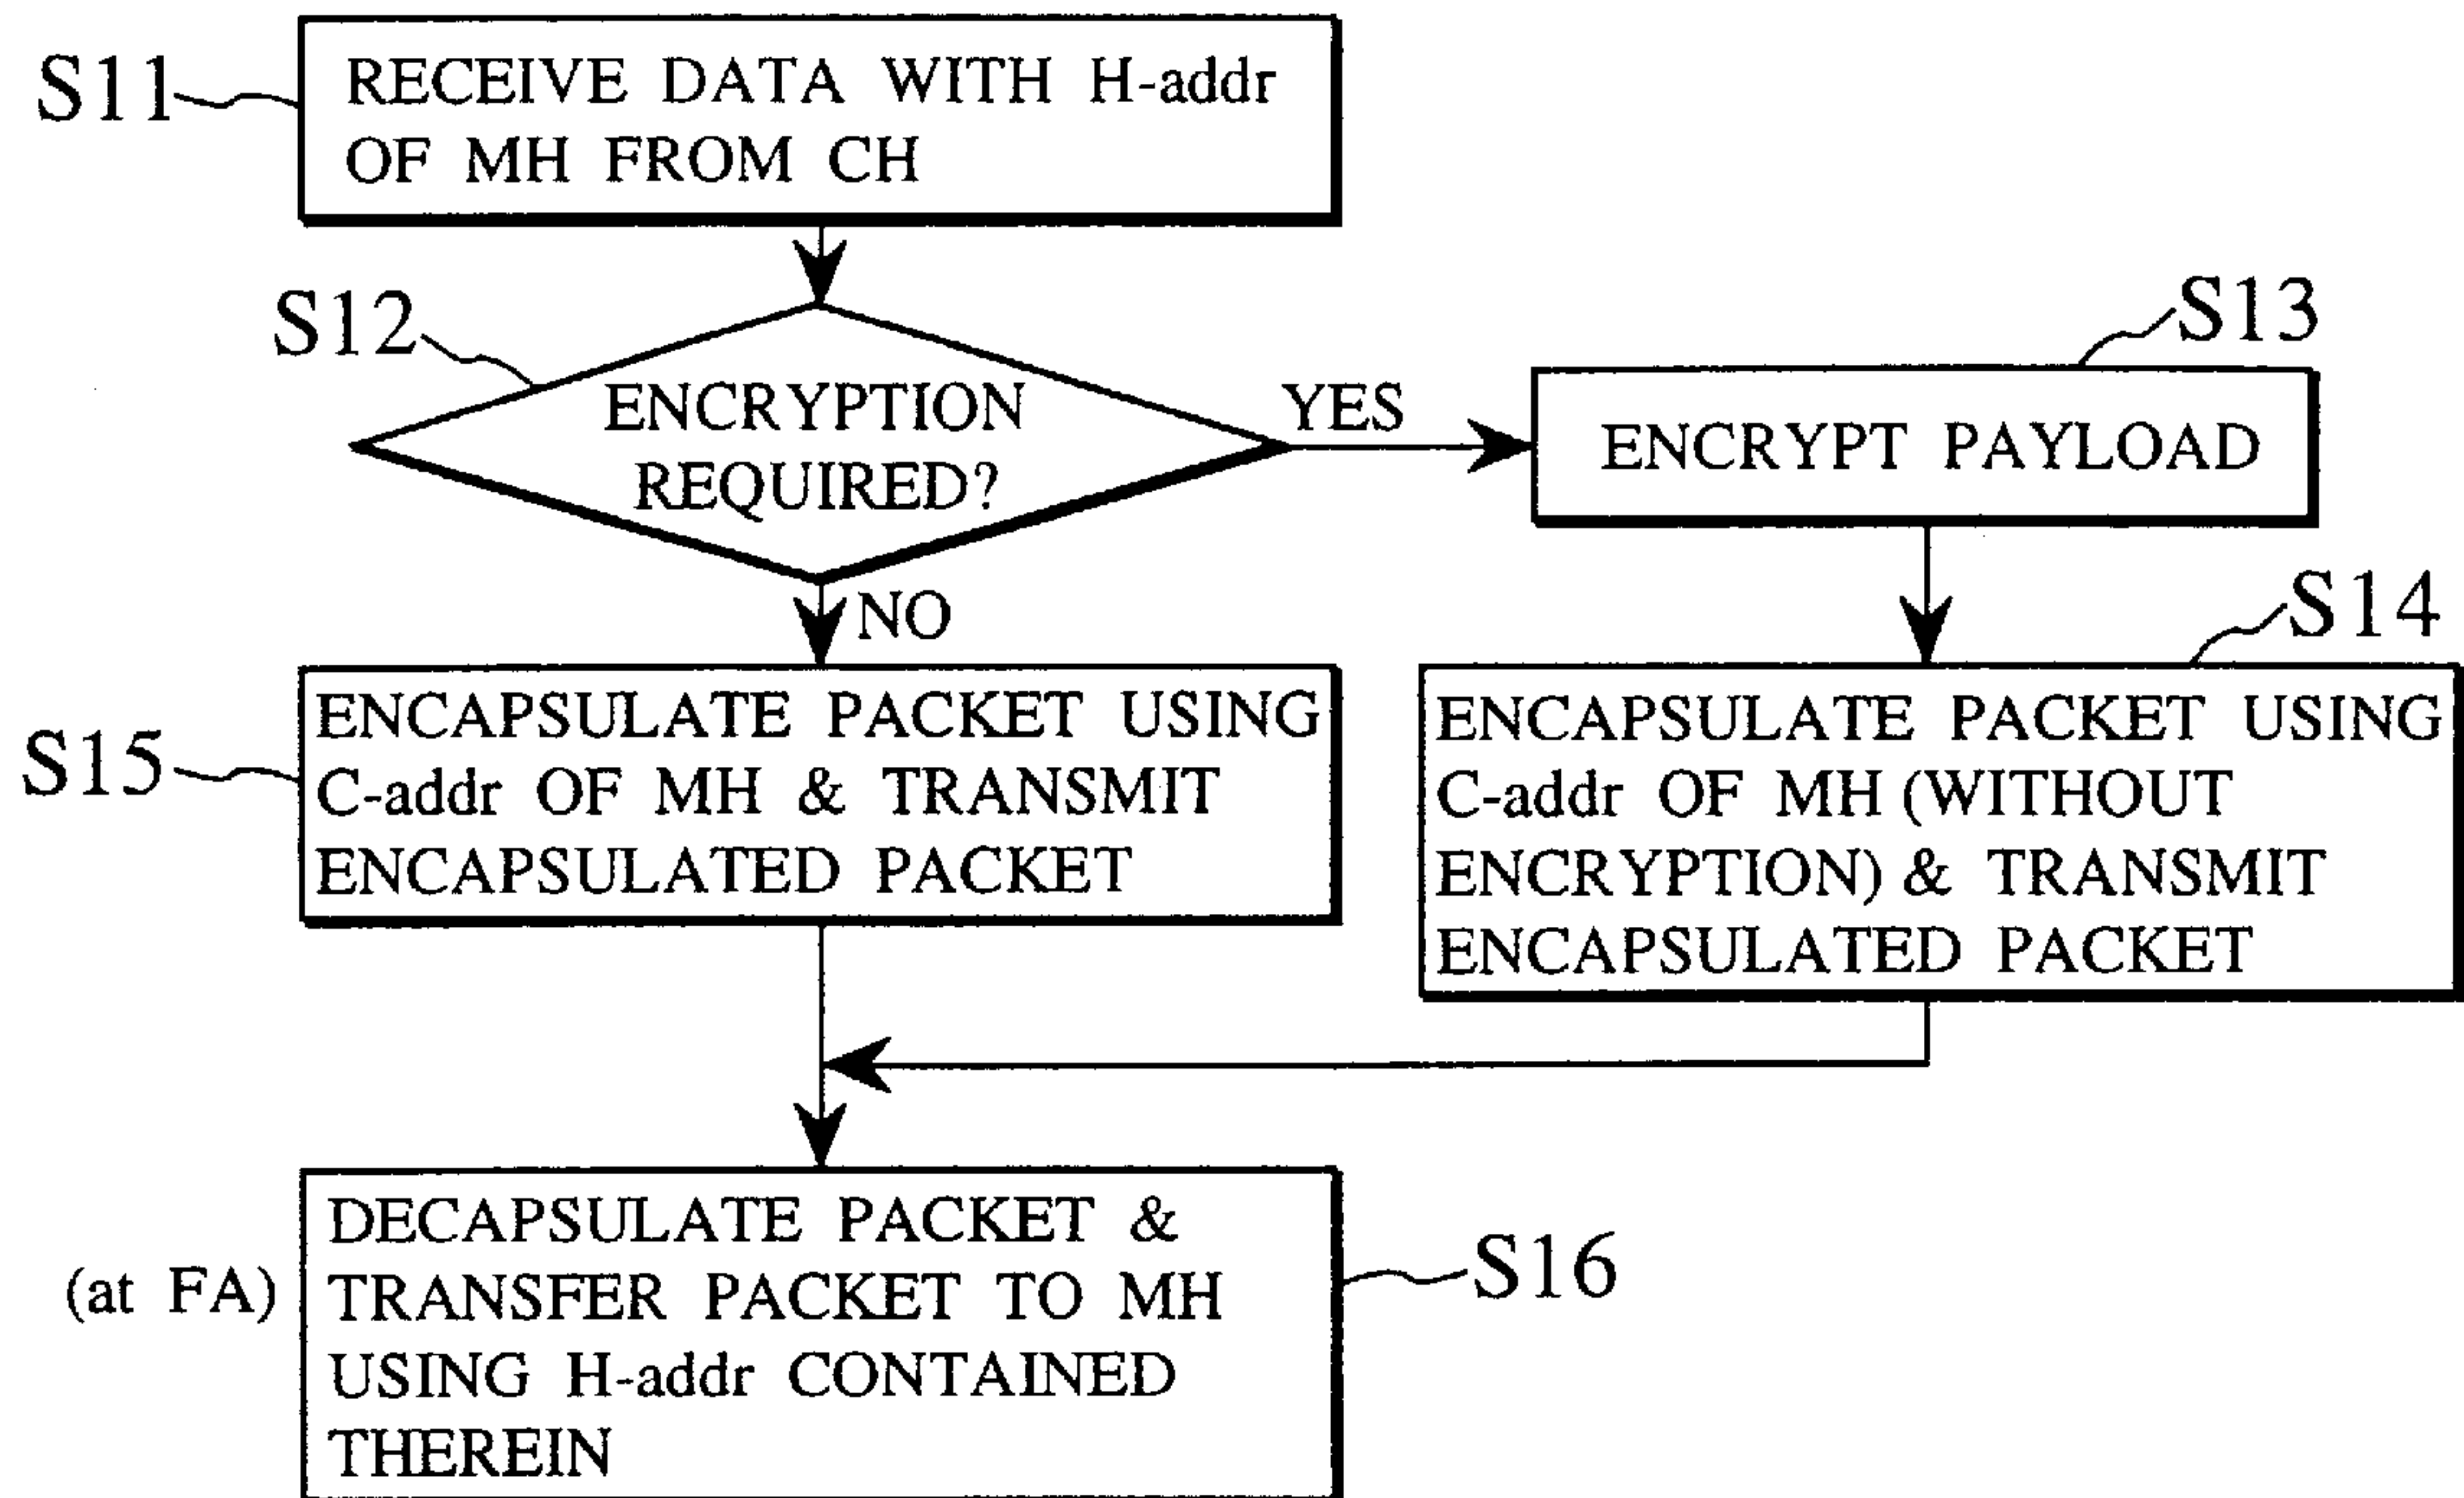 S11
RECEIVE DATA WITH H-addr
OF MH FROM CH
S12
ENCRYPTION
REQUIRED?
YES
S13
ENCRYPT PAYLOAD
NO
S14
S15
ENCAPSULATE PACKET USING
C-addr OF MH & TRANSMIT
ENCAPSULATED PACKET
ENCAPSULATE PACKET USING
C-addr OF MH (WITHOUT
ENCRYPTION) & TRANSMIT
ENCAPSULATED PACKET
(at FA)
DECAPSULATE PACKET &
TRANSFER PACKET TO MH
USING H-addr CONTAINED
THEREIN
S16